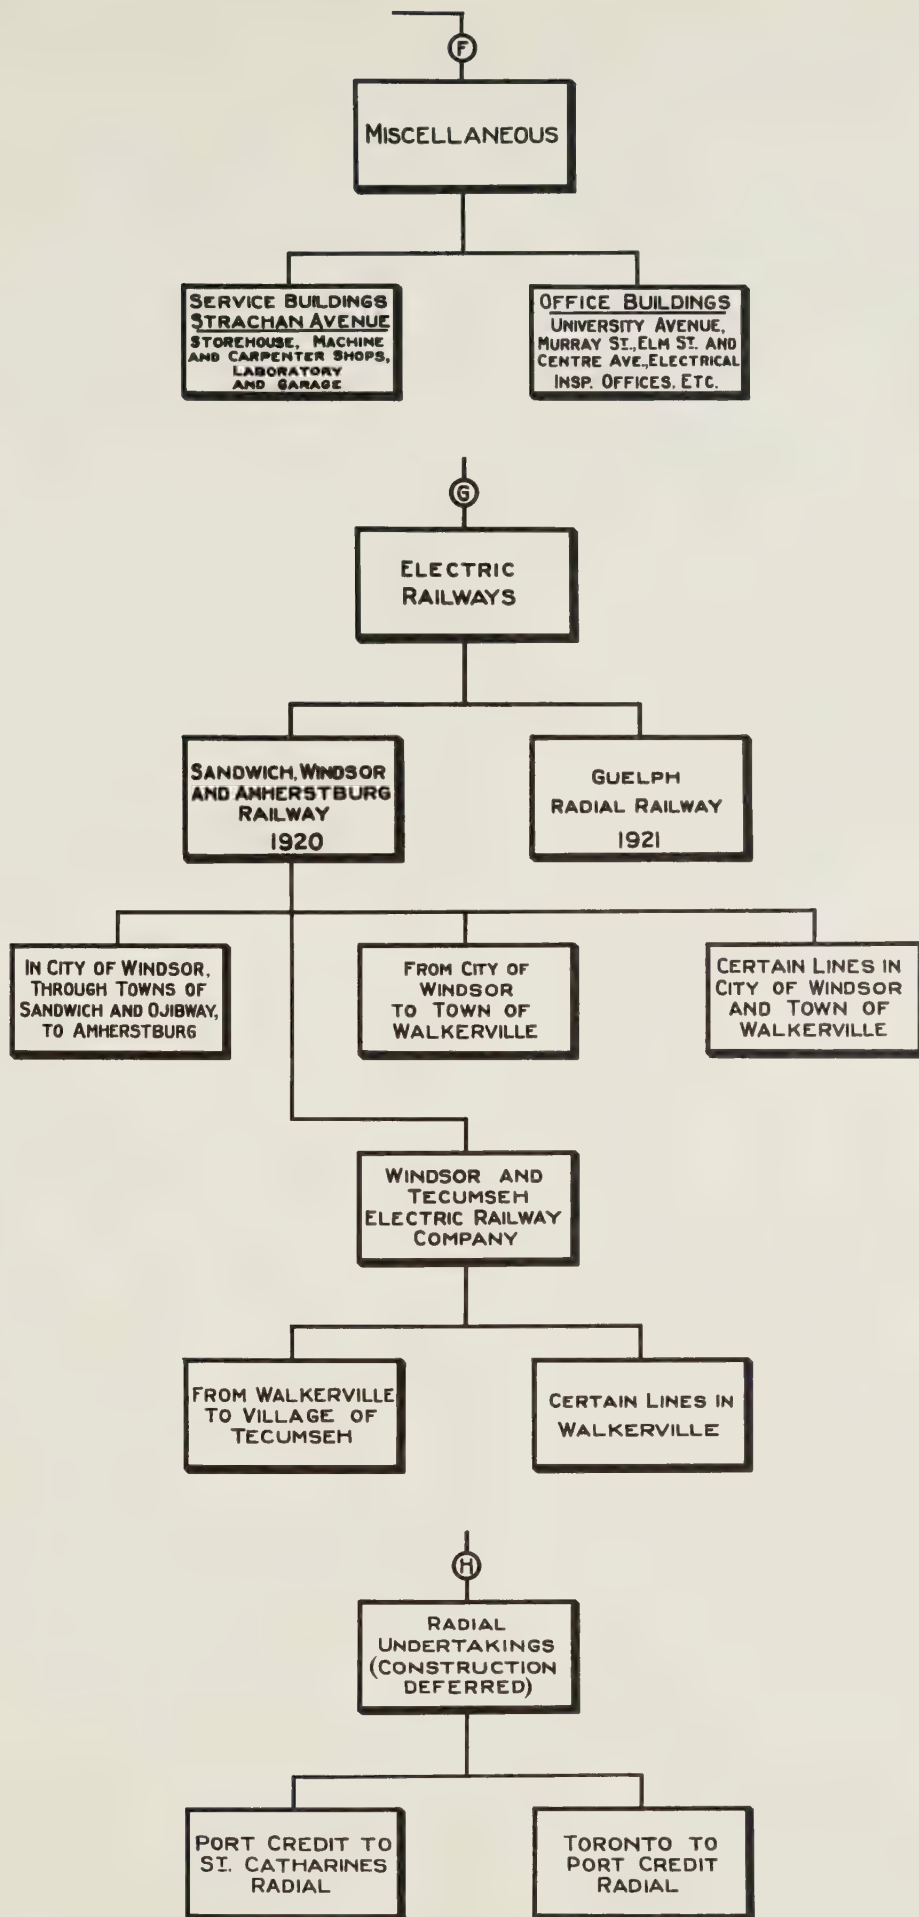 F
MISCELLANEOUS
SERVICE BUILDINGS
STRACHAN AVENUE
STOREHOUSE, MACHINE
AND CARPENTER SHOPS,
LABORATORY
AND GARAGE
OFFICE BUILDINGS
UNIVERSITY AVENUE,
MURRAY ST., ELM ST. AND
CENTRE AVE., ELECTRICAL
INSP. OFFICES, ETC.
G
ELECTRIC
RAILWAYS
SANDWICH, WINDSOR
AND AMHERSTBURG
RAILWAY
1920
GUELPH
RADIAL RAILWAY
1921
IN CITY OF WINDSOR,
THROUGH TOWNS OF
SANDWICH AND OJIBWAY,
TO AMHERSTBURG
FROM CITY OF
WINDSOR
TO TOWN OF
WALKERVILLE
CERTAIN LINES IN
CITY OF WINDSOR
AND TOWN OF
WALKERVILLE
WINDSOR AND
TECUMSEH
ELECTRIC RAILWAY
COMPANY
FROM WALKERVILLE
TO VILLAGE OF
TECUMSEH
CERTAIN LINES IN
WALKERVILLE
H
RADIAL
UNDERTAKINGS
(CONSTRUCTION
DEFERRED)
PORT CREDIT TO
ST. CATHARINES
RADIAL
TORONTO TO
PORT CREDIT
RADIAL